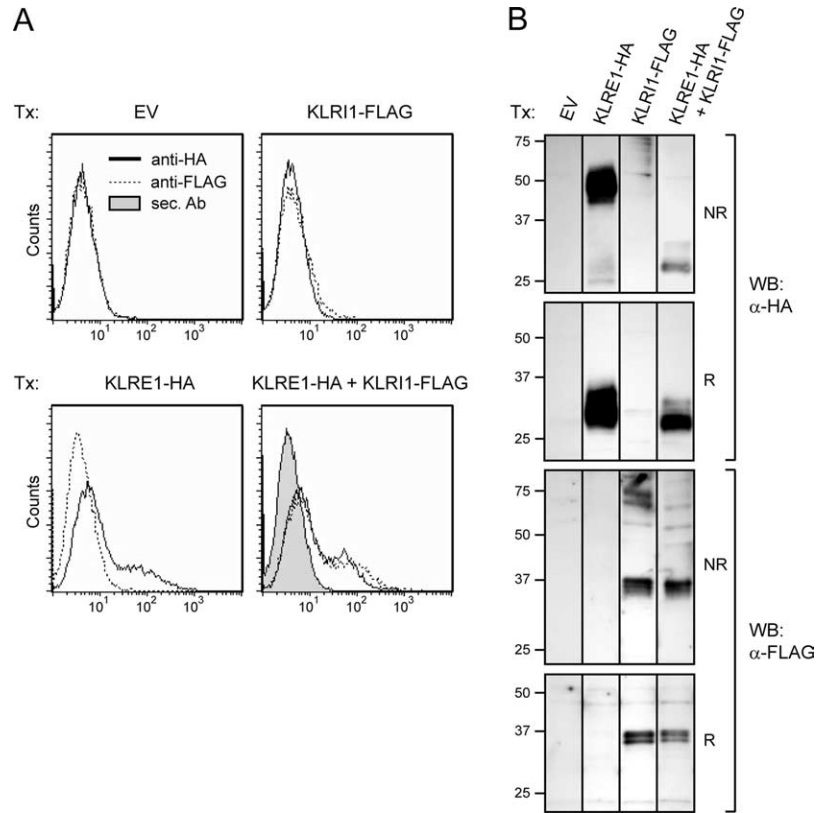 A
Tx: EV KLRI1-FLAG
anti-HA
anti-FLAG
sec. Ab
Counts
10¹ 10² 10³ 10¹ 10² 10³
Tx: KLRE1-HA KLRE1-HA + KLRI1-FLAG
Counts
10¹ 10² 10³ 10¹ 10² 10³
B
Tx: EV KLRE1-HA KLRI1-FLAG KLRE1-HA + KLRI1-FLAG
75
50
37
25
NR
50
37
25
R
WB:
α-HA
75
50
37
25
NR
50
37
25
R
WB:
α-FLAG